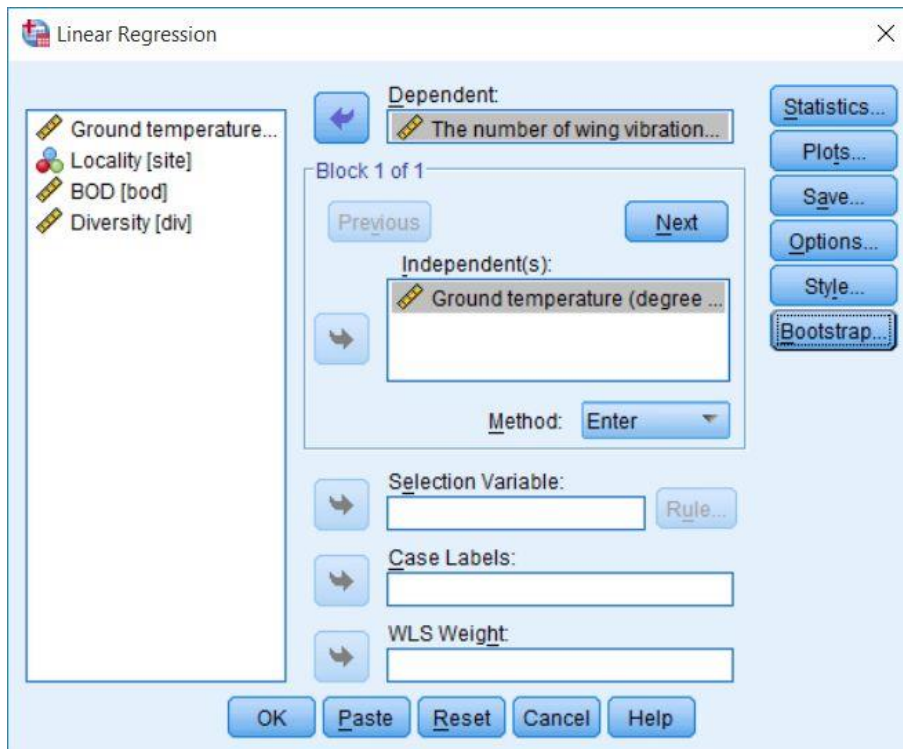 Linear Regression
Ground temperature...
Locality [site]
BOD [bod]
Diversity [div]
Dependent:
The number of wing vibration...
Block 1 of 1
Previous
Next
Independent(s):
Ground temperature (degree ...
Method:
Enter
Selection Variable:
Rule...
Case Labels:
WLS Weight:
Statistics...
Plots...
Save...
Options...
Style...
Bootstrap...
OK
Paste
Reset
Cancel
Help